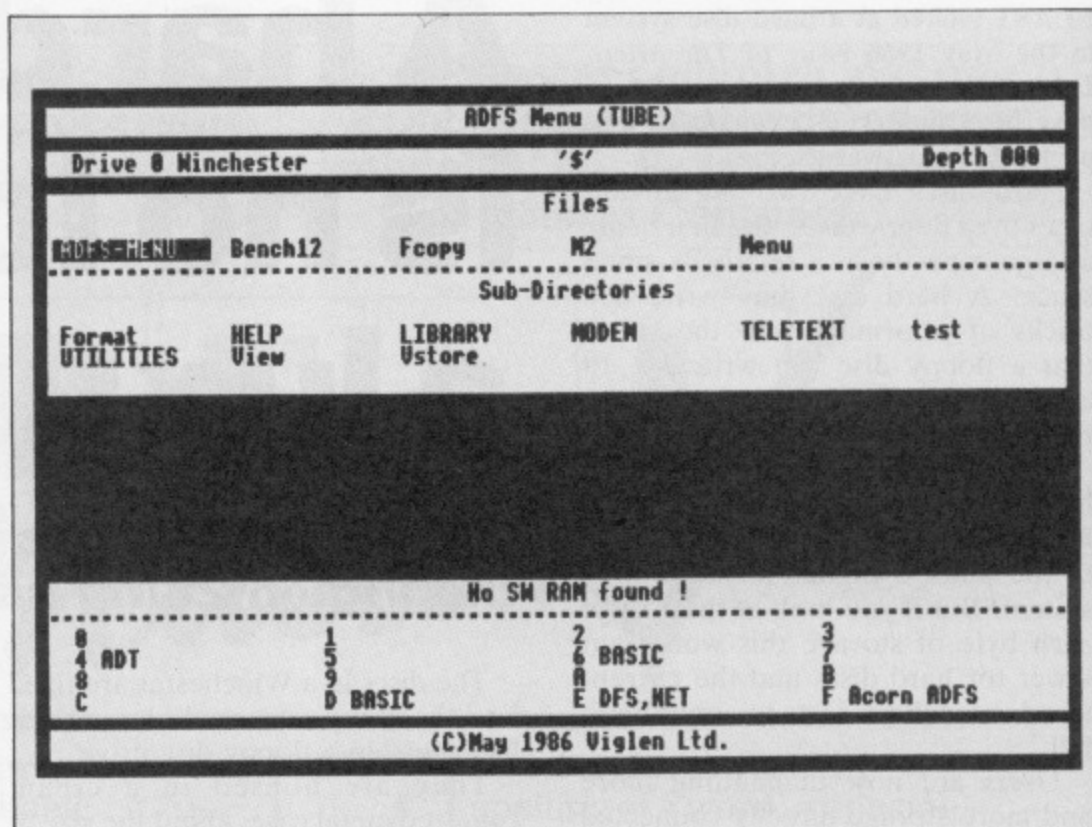 ADFS Menu (TUBE)
Drive 0 Winchester '$' Depth 000
Files
ADFS-MENU Bench12 Fcopy M2 Menu
Sub-Directories
Format HELP LIBRARY MODEM TELETEXT test
UTILITIES View Vstore
No SW RAM found !
0 1 2 3
4 ADT 5 6 BASIC 7
8 9 A B
C D BASIC E DFS,NET F Acorn ADFS
(C)May 1986 Viglen Ltd.